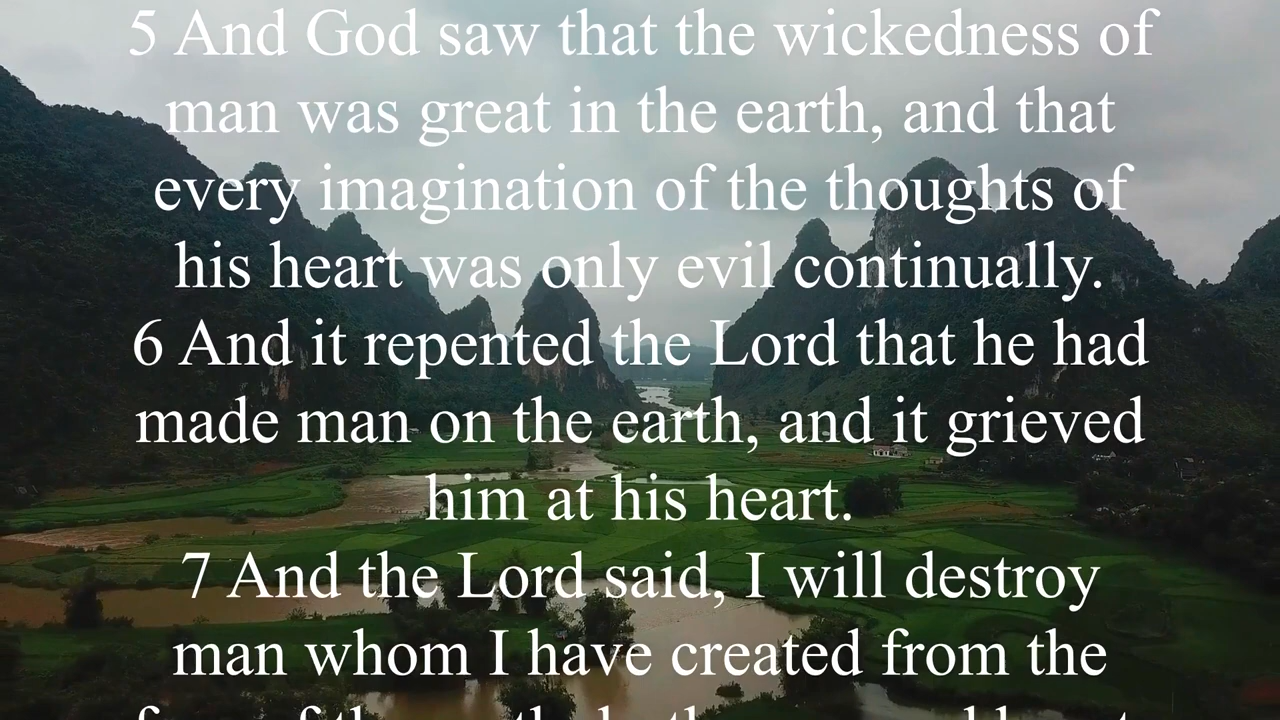 5 And God saw that the wickedness of
man was great in the earth, and that
every imagination of the thoughts of
his heart was only evil continually.
6 And it repented the Lord that he had
made man on the earth, and it grieved
him at his heart.
7 And the Lord said, I will destroy
man whom I have created from the